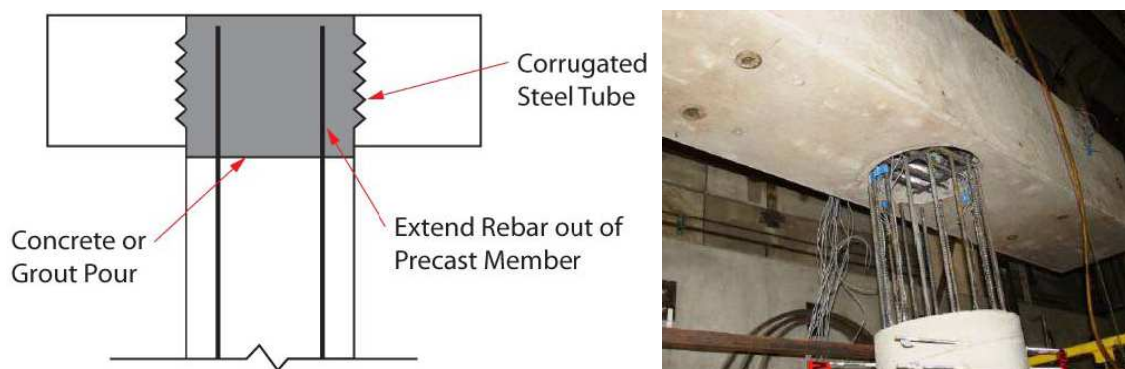 Corrugated
Steel Tube
Concrete or
Grout Pour
Extend Rebar out of
Precast Member